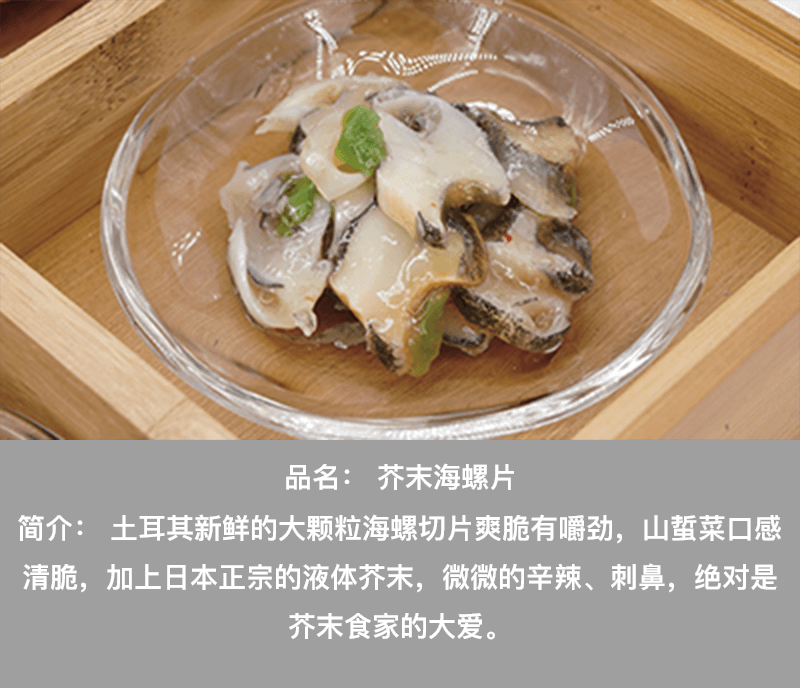 品名： 芥末海螺片
简介： 土耳其新鲜的大颗粒海螺切片爽脆有嚼劲，山蜇菜口感
清脆，加上日本正宗的液体芥末，微微的辛辣、刺鼻，绝对是
芥末食家的大爱。